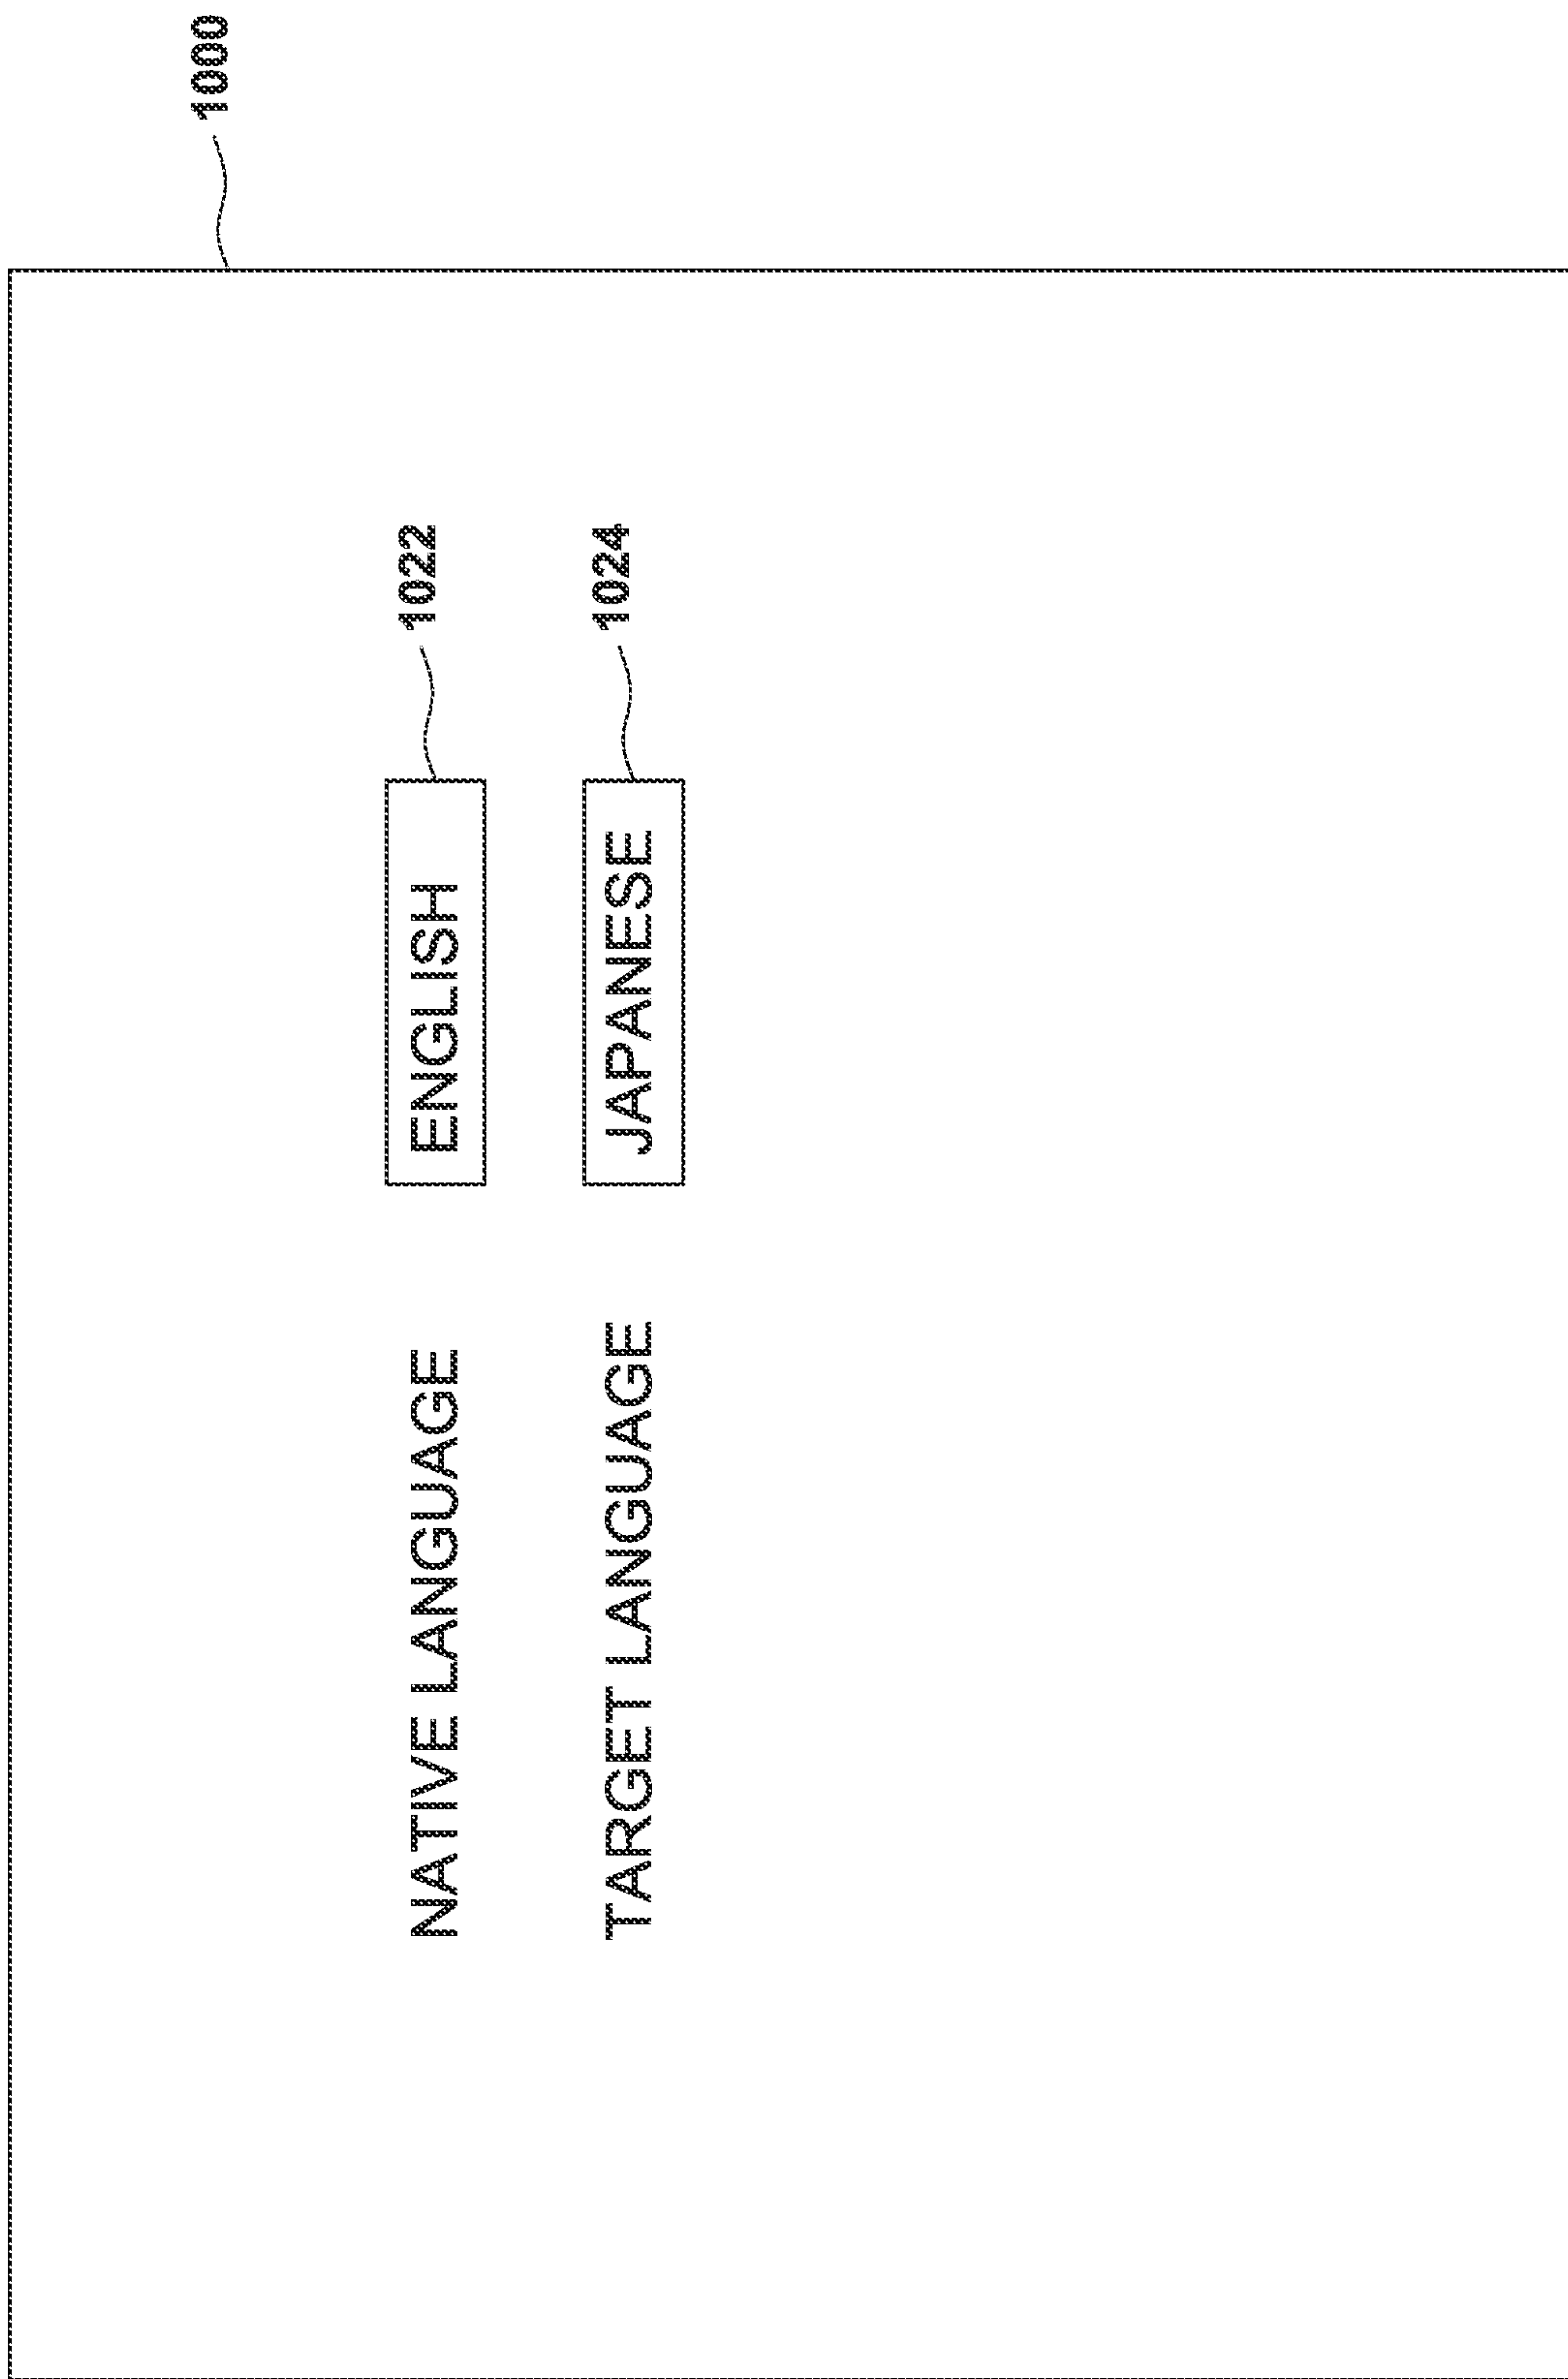 1000
1022
NATIVE LANGUAGE ENGLISH
1024
TARGET LANGUAGE JAPANESE